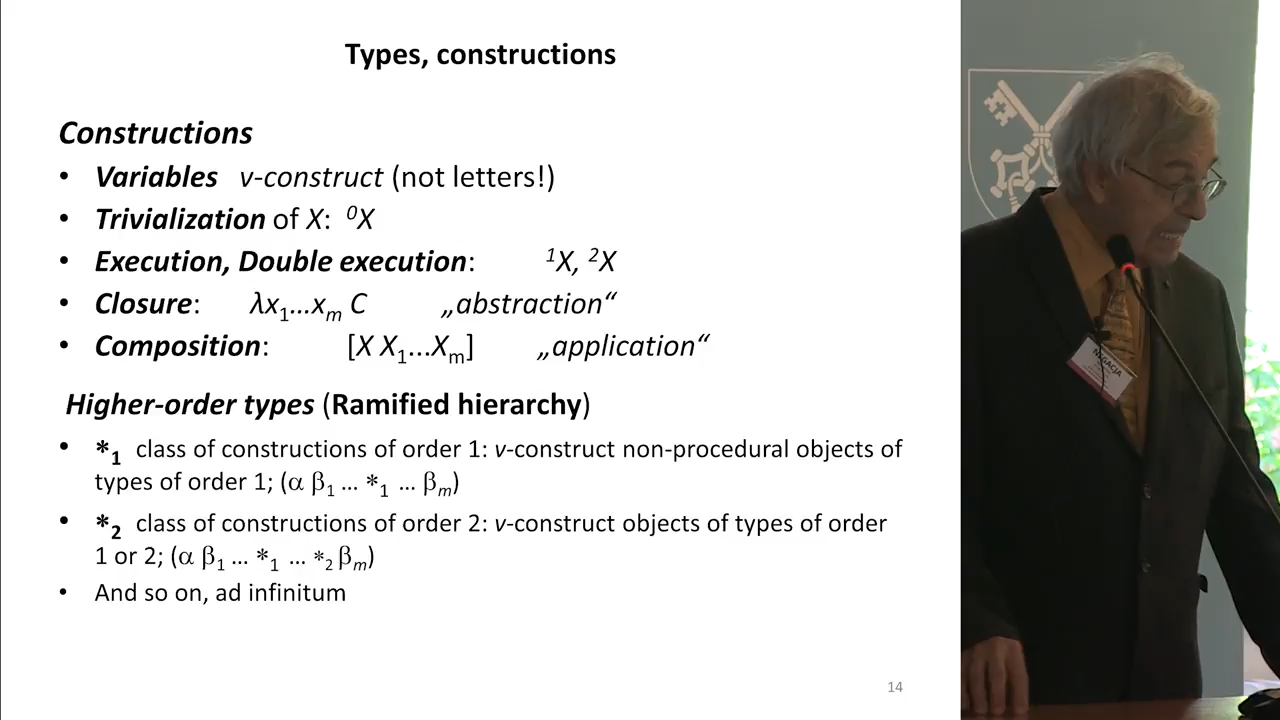 Types, constructions
Constructions
• Variables v-construct (not letters!)
• Trivialization of X: ⁰X
• Execution, Double execution: ¹X, ²X
• Closure: λx₁…xₘ C „abstraction“
• Composition: [X X₁...Xₘ] „application“
Higher-order types (Ramified hierarchy)
• *₁ class of constructions of order 1: v-construct non-procedural objects of
types of order 1; (α β₁ … *₁ … βₘ)
• *₂ class of constructions of order 2: v-construct objects of types of order
1 or 2; (α β₁ … *₁ … *₂ βₘ)
• And so on, ad infinitum
14
NEGACJA